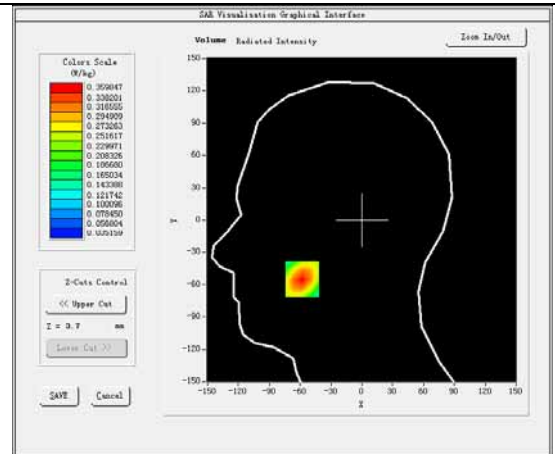 SAR Visualisation Graphical Interface
Volume Radiated Intensity
Zoom In/Out
Colors Scale
(W/kg)
0.359847
0.338201
0.316555
0.294909
0.273263
0.251617
0.229971
0.208326
0.186680
0.165034
0.143388
0.121742
0.100096
0.078450
0.056804
0.035159
150
120
90
60
30
Y
0
-30
-60
-90
-120
-150
-150 -120 -90 -60 -30 0 30 60 90 120 150
X
Z-Cuts Control
<< Upper Cut
Z = 3.7 mm
Lower Cut >>
SAVE Cancel